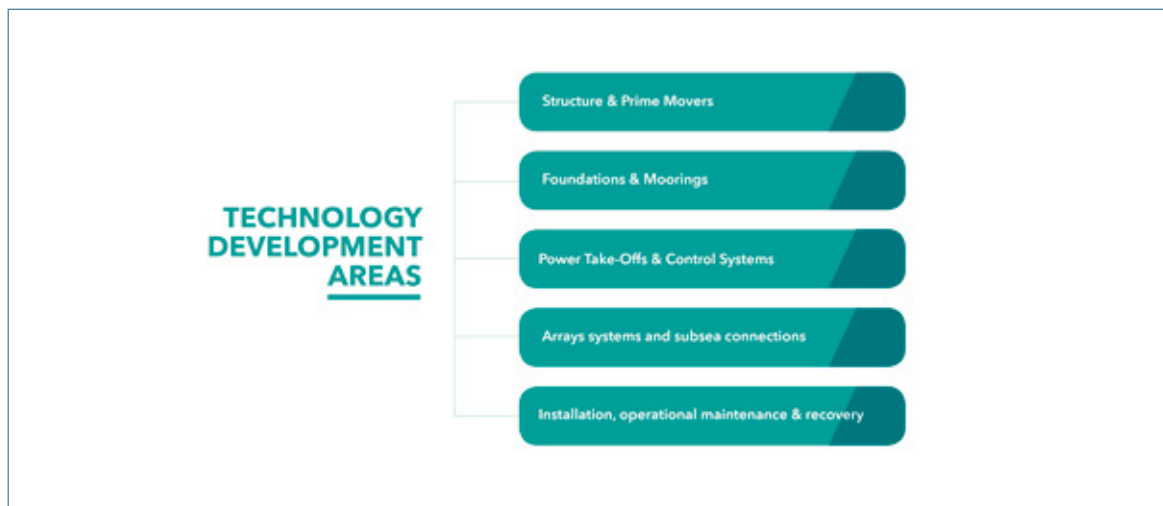 TECHNOLOGY
DEVELOPMENT
AREAS
Structure & Prime Movers
Foundations & Moorings
Power Take-Offs & Control Systems
Arrays systems and subsea connections
Installation, operational maintenance & recovery